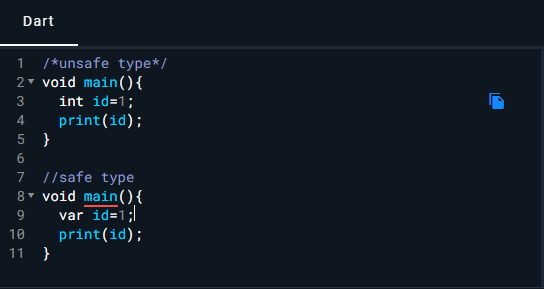 Dart
1 /*unsafe type*/
2 void main(){
3 int id=1;
4 print(id);
5 }
6
7 //safe type
8 void main(){
9 var id=1;
10 print(id);
11 }